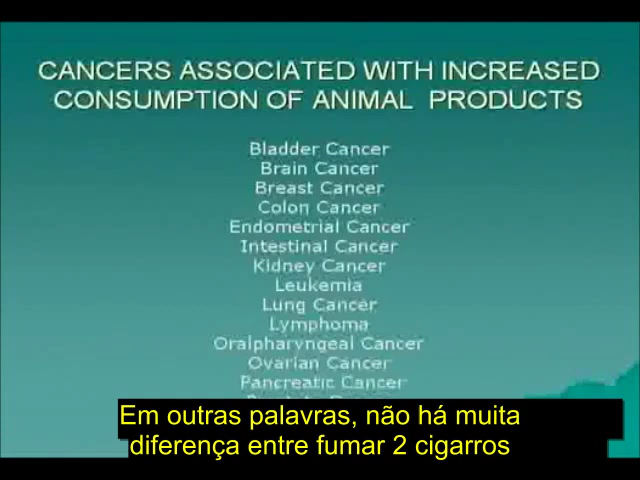 CANCERS ASSOCIATED WITH INCREASED
CONSUMPTION OF ANIMAL PRODUCTS
Bladder Cancer
Brain Cancer
Breast Cancer
Colon Cancer
Endometrial Cancer
Intestinal Cancer
Kidney Cancer
Leukemia
Lung Cancer
Lymphoma
Oralpharyngeal Cancer
Ovarian Cancer
Pancreatic Cancer
Em outras palavras, não há muita
diferença entre fumar 2 cigarros